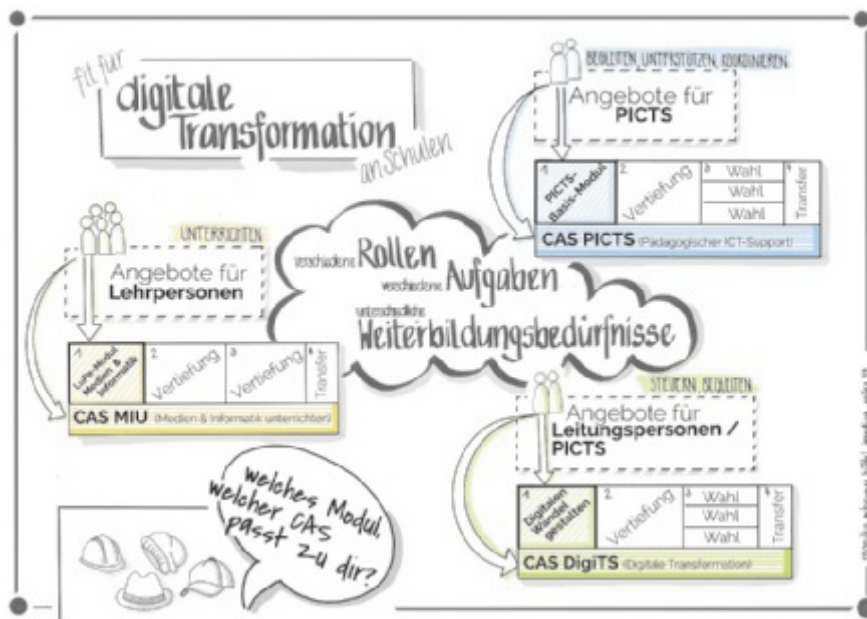 fit für
digitale
Transformation
an Schulen
BEGLEITEN, UNTERSTÜTZEN, KOORDINIEREN
Angebote für
PICTS
1
PICTS-
Basis-Modul
2
Vertiefung
3
Wahl
Wahl
Wahl
4
Transfer
CAS PICTS (Pädagogischer ICT-Support)
UNTERRICHTEN
Angebote für
Lehrpersonen
1
Modul
Medien &
Informatik
2
Vertiefung
3
Vertiefung
4
Transfer
CAS MIU (Medien & Informatik unterrichten)
verschiedene Rollen
verschiedene Aufgaben
unterschiedliche
Weiterbildungsbedürfnisse
STEUERN, BEGLEITEN
Angebote für
Leitungspersonen /
PICTS
1
Digitalen
Wandel
gestalten
2
Vertiefung
3
Wahl
Wahl
Wahl
4
Transfer
CAS DigiTS (Digitale Transformation)
welches Modul,
welcher CAS
passt zu dir?